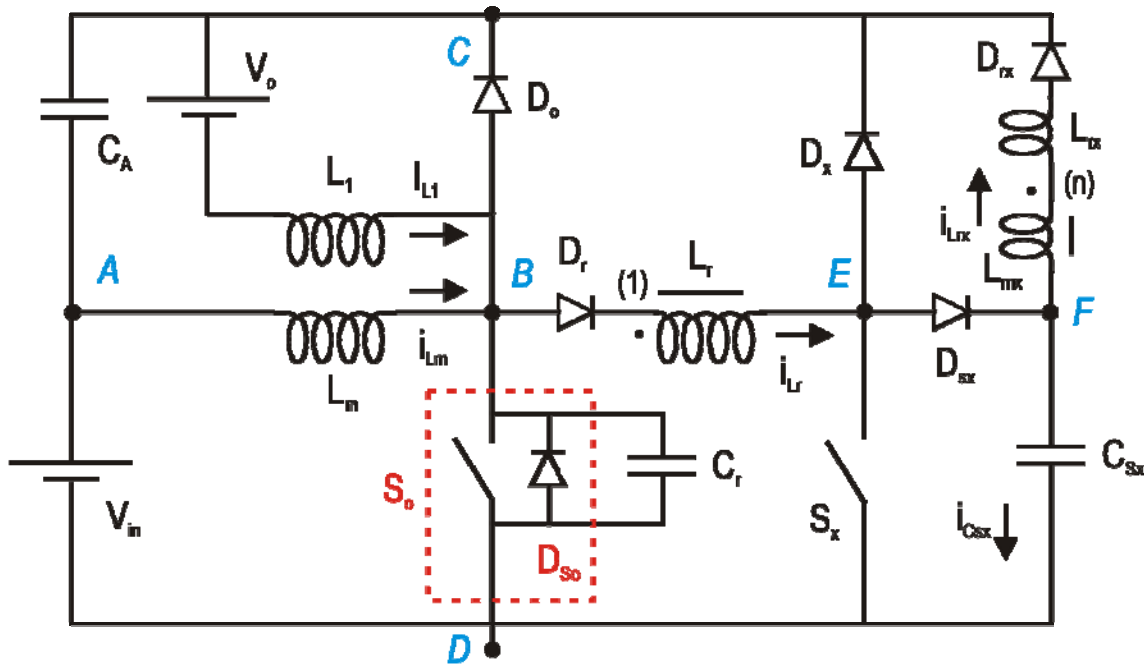 C
V_o
D_o
D_rx
C_A
D_x
L_rx
L_1
I_L1
(n)
i_Lrx
A
B
D_r
(1)
L_r
E
L_mx
F
i_Lm
i_Lr
D_sx
L_m
S_o
C_r
S_x
C_Sx
V_in
D_So
i_Csx
D